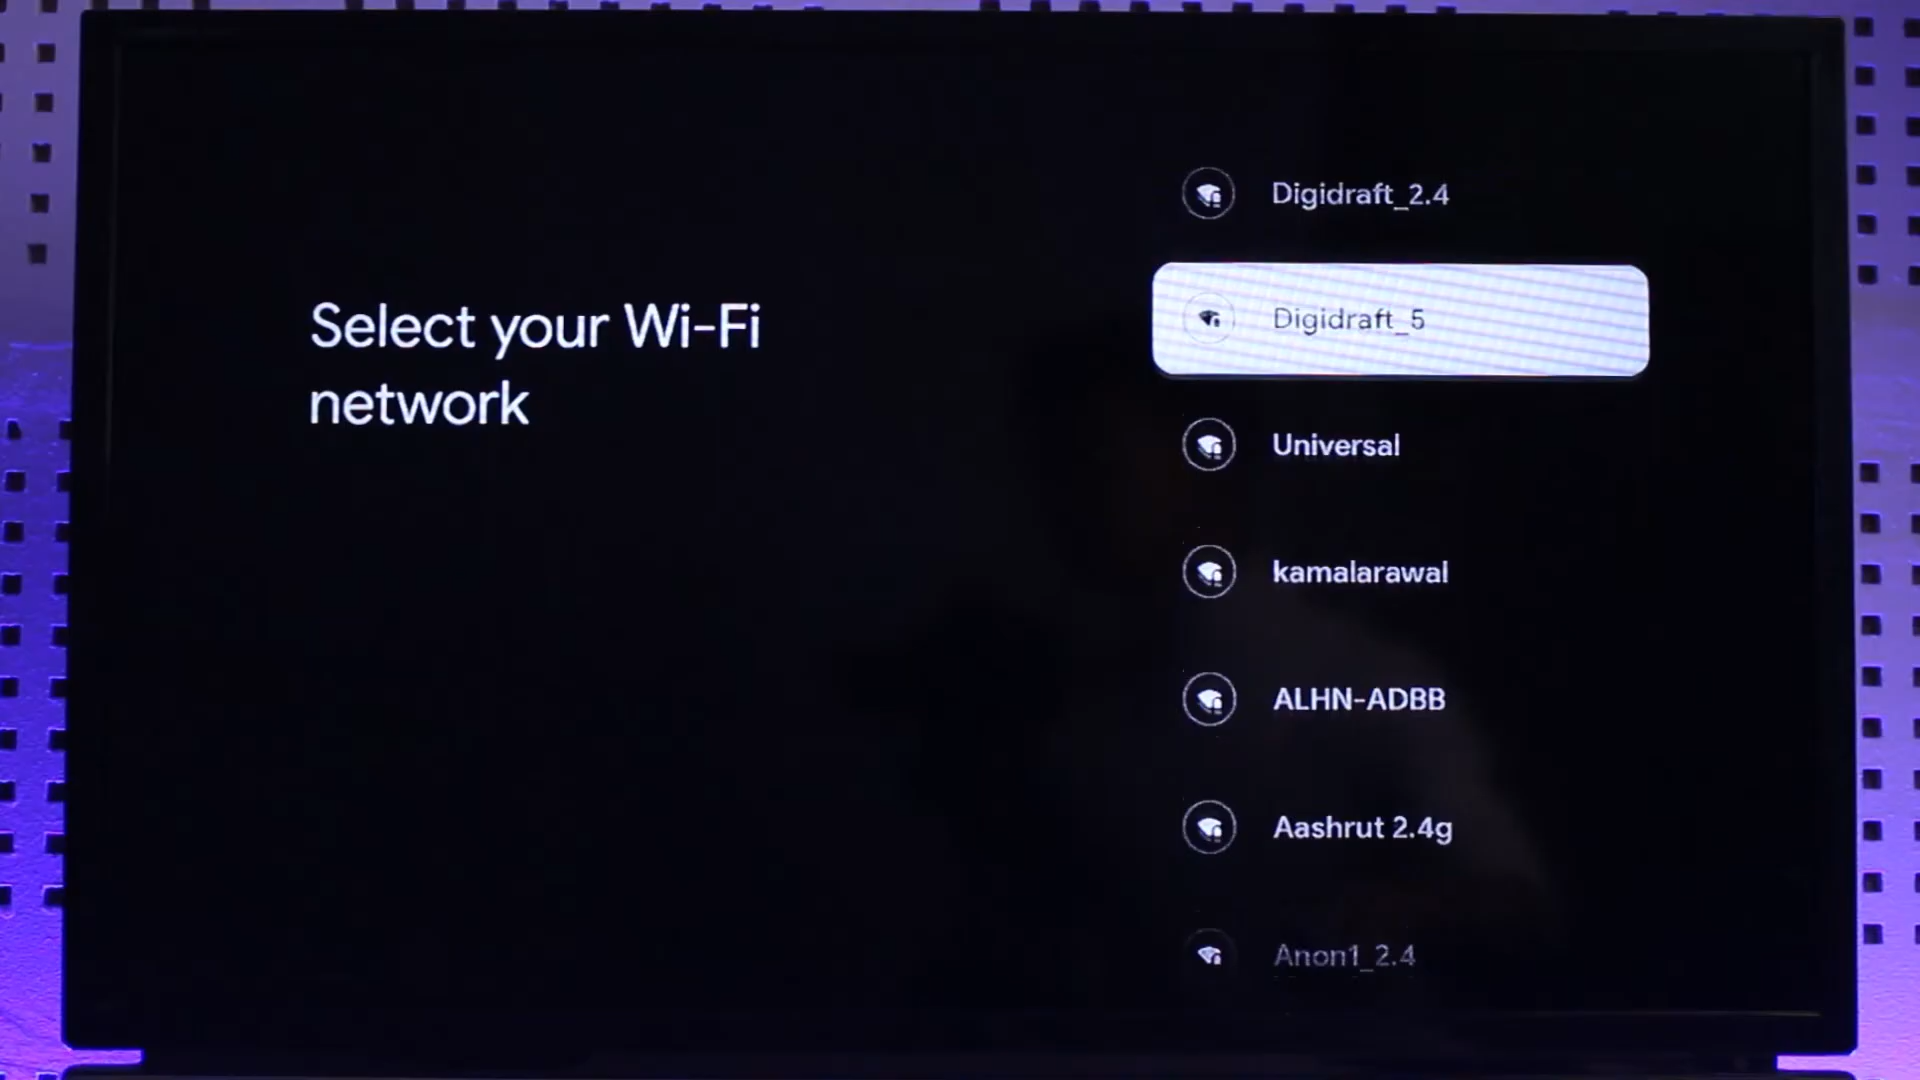 Select your Wi-Fi
network
Digidraft_2.4
Digidraft_5
Universal
kamalarawal
ALHN-ADBB
Aashrut 2.4g
Anon1_2.4